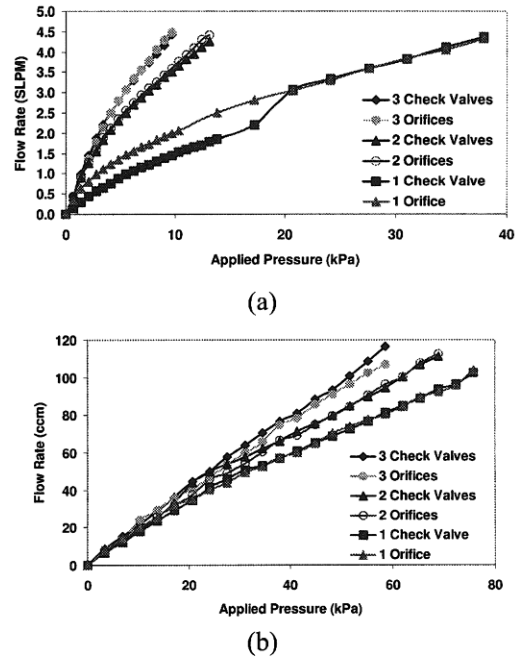 5.0
4.5
4.0
3.5
3.0
2.5
2.0
1.5
1.0
0.5
0.0
Flow Rate (SLPM)
3 Check Valves
3 Orifices
2 Check Valves
2 Orifices
1 Check Valve
1 Orifice
0 10 20 30 40
Applied Pressure (kPa)
(a)
120
100
80
60
40
20
0
Flow Rate (ccm)
3 Check Valves
3 Orifices
2 Check Valves
2 Orifices
1 Check Valve
1 Orifice
0 20 40 60 80
Applied Pressure (kPa)
(b)